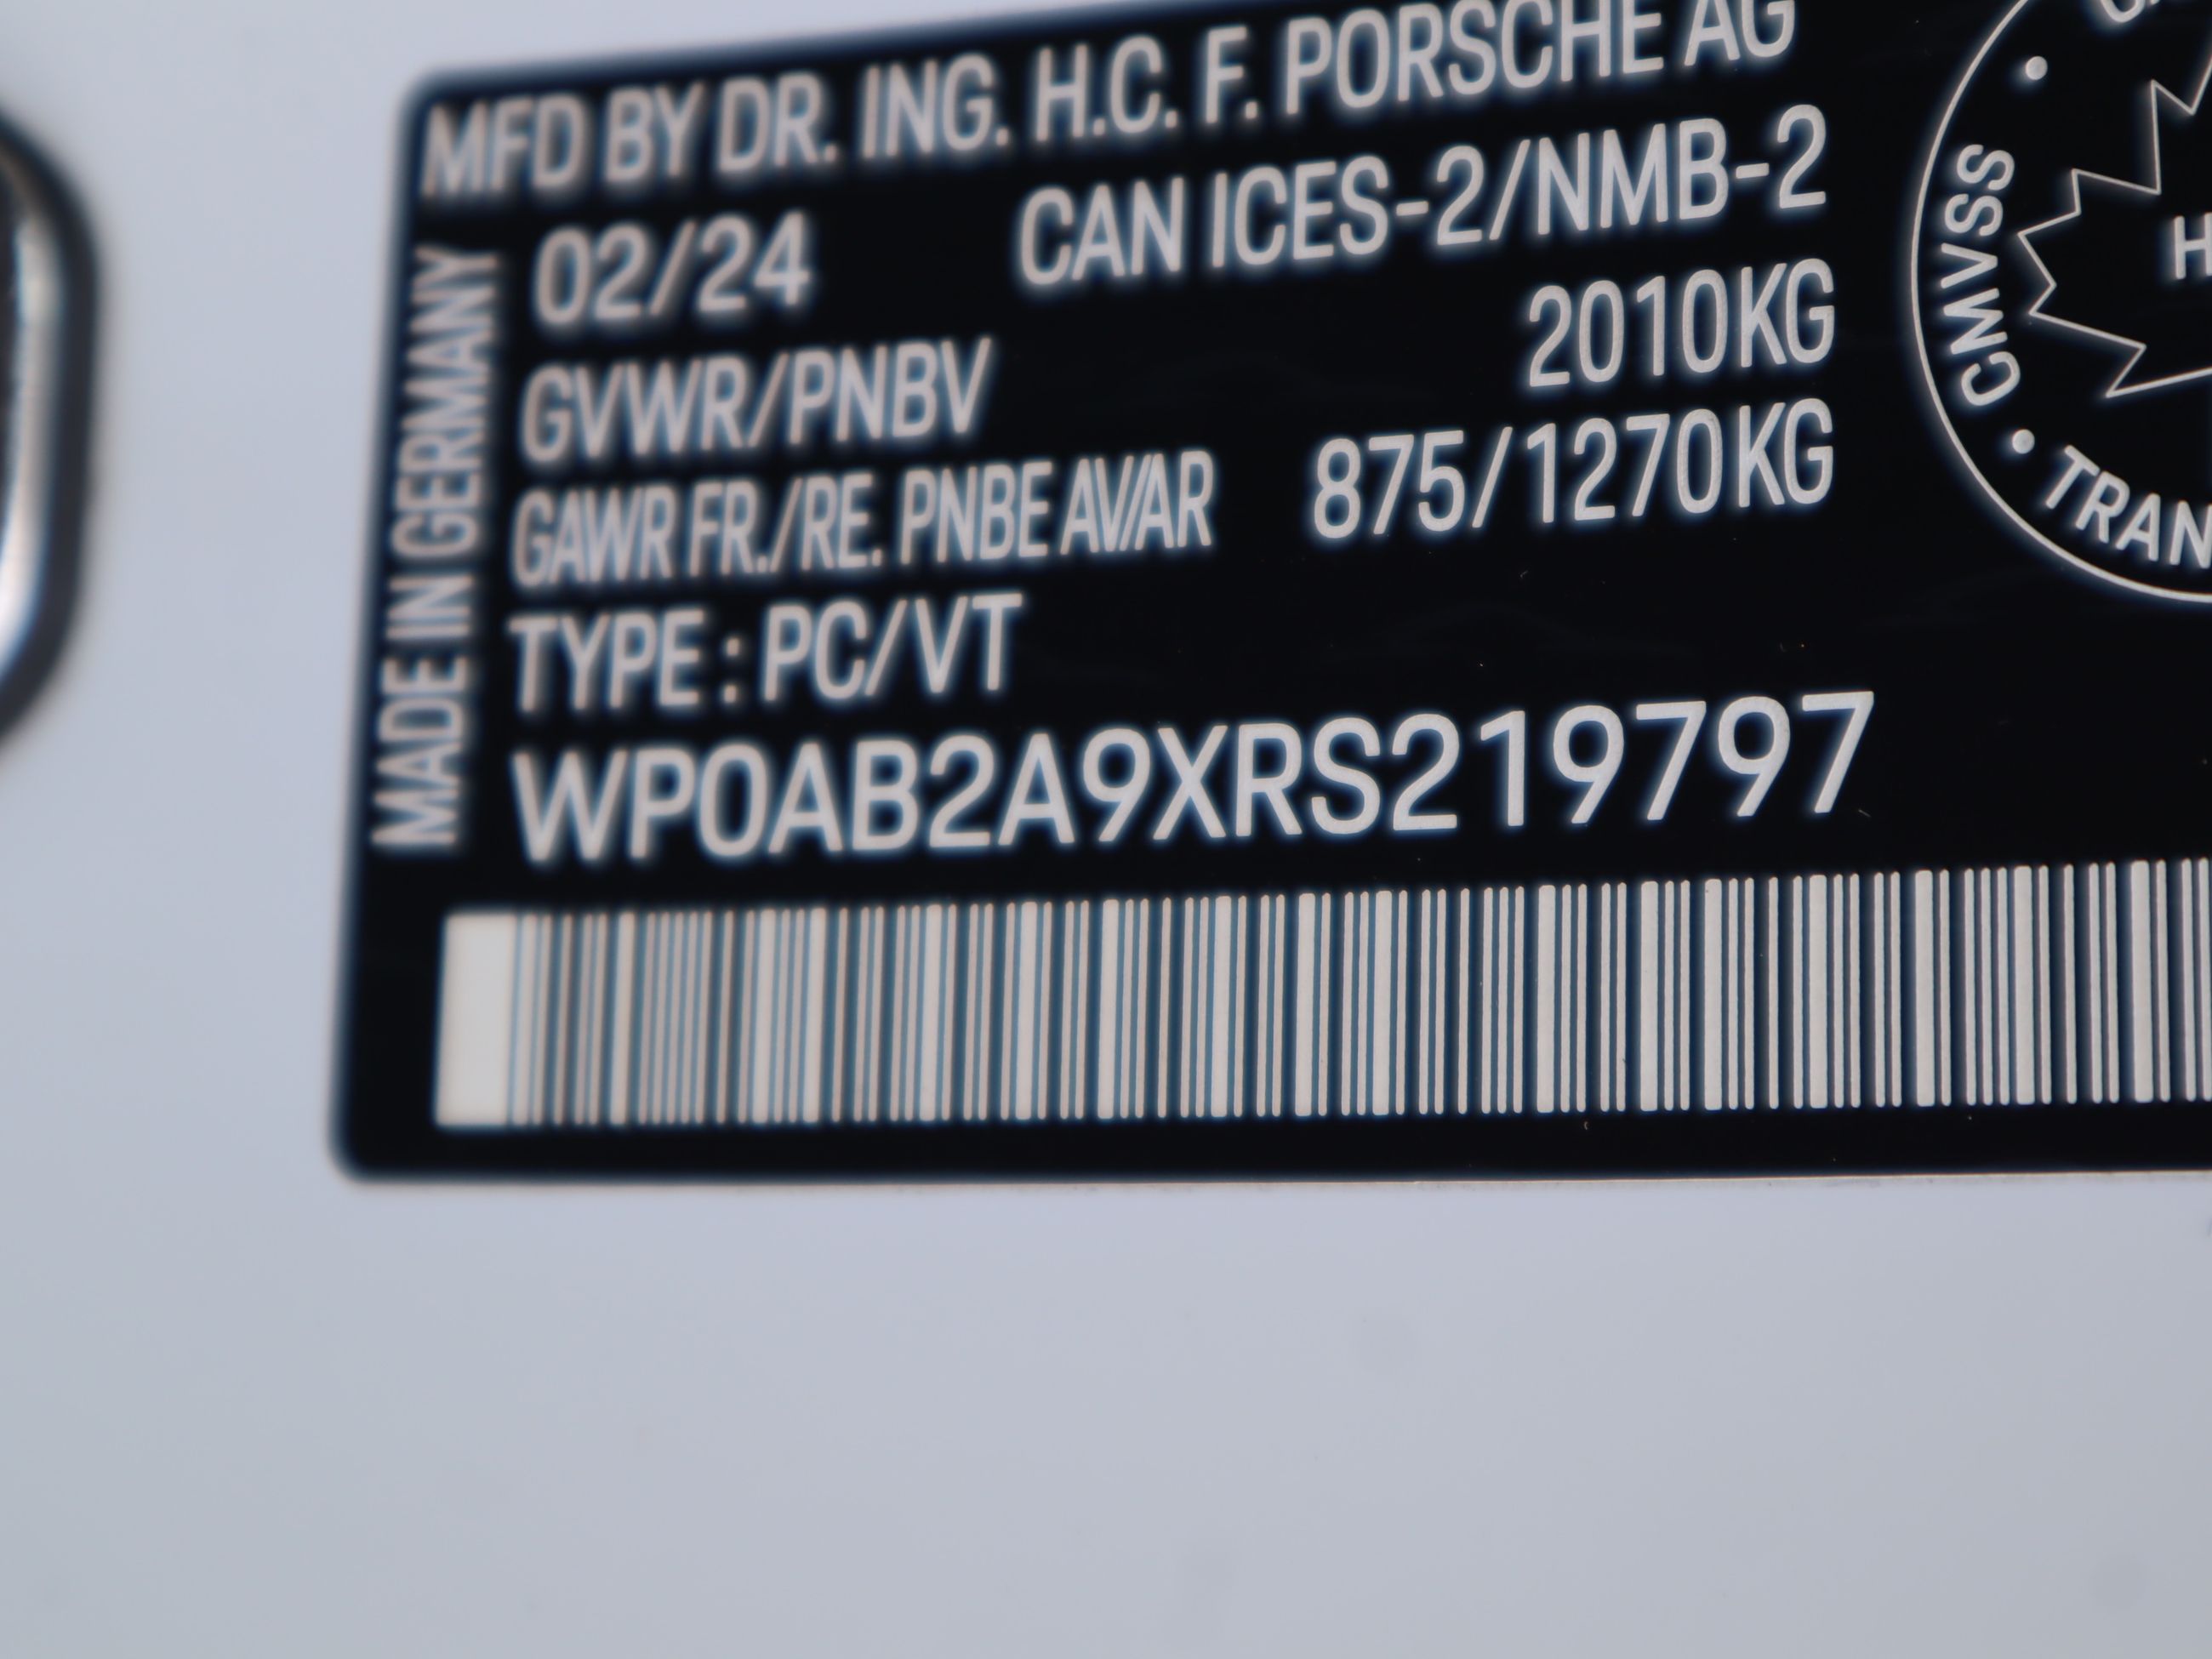 MFD BY DR. ING. H.C. F. PORSCHE AG
02/24 CAN ICES-2/NMB-2
GVWR/PNBV 2010KG
GAWR FR./RE. PNBE AV/AR 875/1270KG
TYPE : PC/VT
WP0AB2A9XRS219797
MADE IN GERMANY
CMVSS